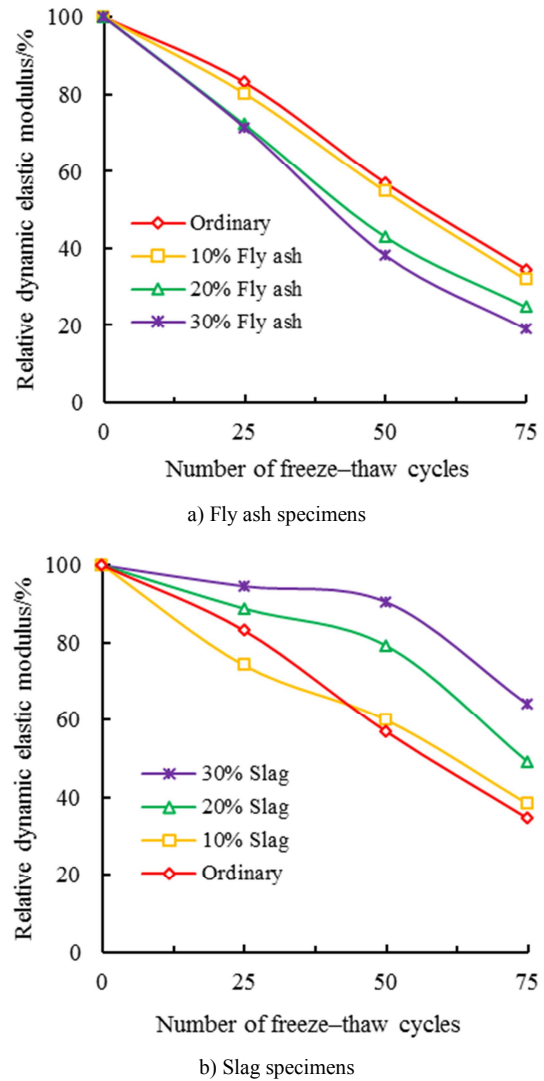 Relative dynamic elastic modulus/%
100
80
60
40
20
0
Ordinary
10% Fly ash
20% Fly ash
30% Fly ash
0 25 50 75
Number of freeze–thaw cycles
a) Fly ash specimens
Relative dynamic elastic modulus/%
100
80
60
40
20
0
30% Slag
20% Slag
10% Slag
Ordinary
0 25 50 75
Number of freeze–thaw cycles
b) Slag specimens